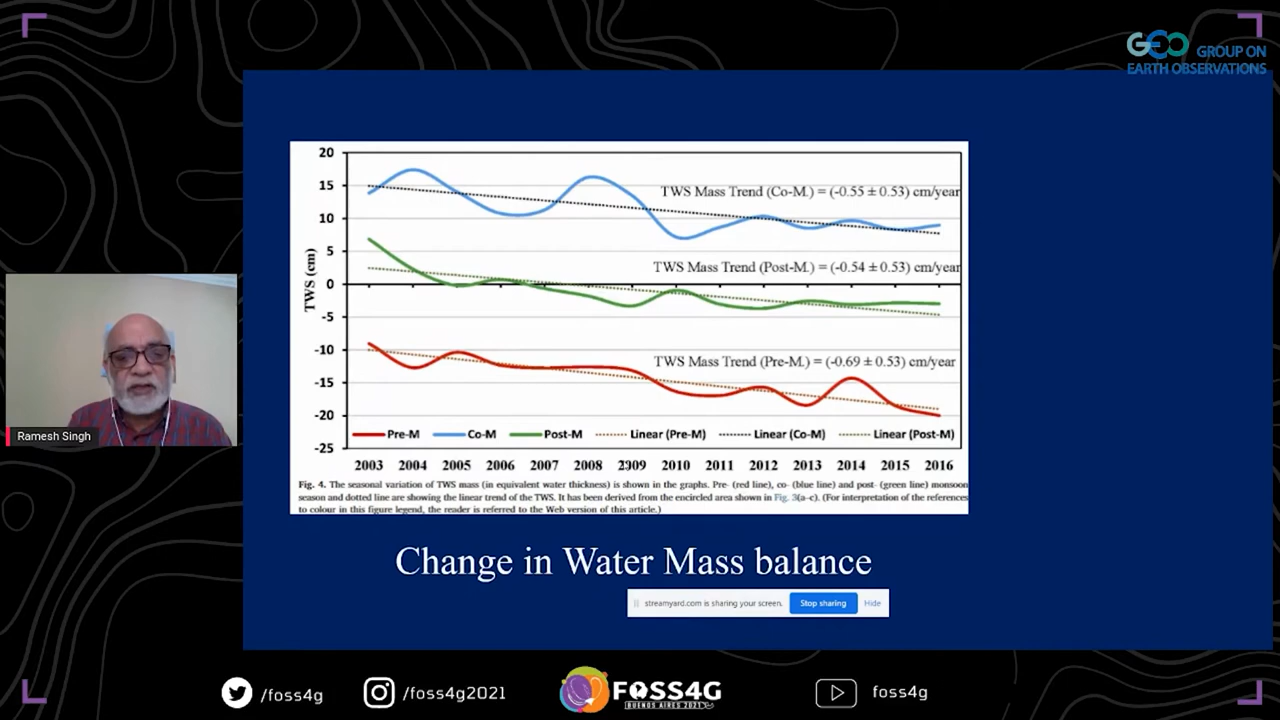 GEO GROUP ON
EARTH OBSERVATIONS
20
15
10
5
0
-5
-10
-15
-20
-25
TWS (cm)
TWS Mass Trend (Co-M.) = (-0.55 ± 0.53) cm/year
TWS Mass Trend (Post-M.) = (-0.54 ± 0.53) cm/year
TWS Mass Trend (Pre-M.) = (-0.69 ± 0.53) cm/year
Pre-M Co-M Post-M Linear (Pre-M) Linear (Co-M) Linear (Post-M)
2003 2004 2005 2006 2007 2008 2009 2010 2011 2012 2013 2014 2015 2016
Fig. 4. The seasonal variation of TWS mass (in equivalent water thickness) is shown in the graphs. Pre- (red line), co- (blue line) and post- (green line) monsoon
season and dotted line are showing the linear trend of the TWS. It has been derived from the encircled area shown in Fig. 3(a–c). (For interpretation of the references
to colour in this figure legend, the reader is referred to the Web version of this article.)
Ramesh Singh
Change in Water Mass balance
streamyard.com is sharing your screen. Stop sharing Hide
/foss4g /foss4g2021 FOSS4G foss4g
BUENOS AIRES 2021